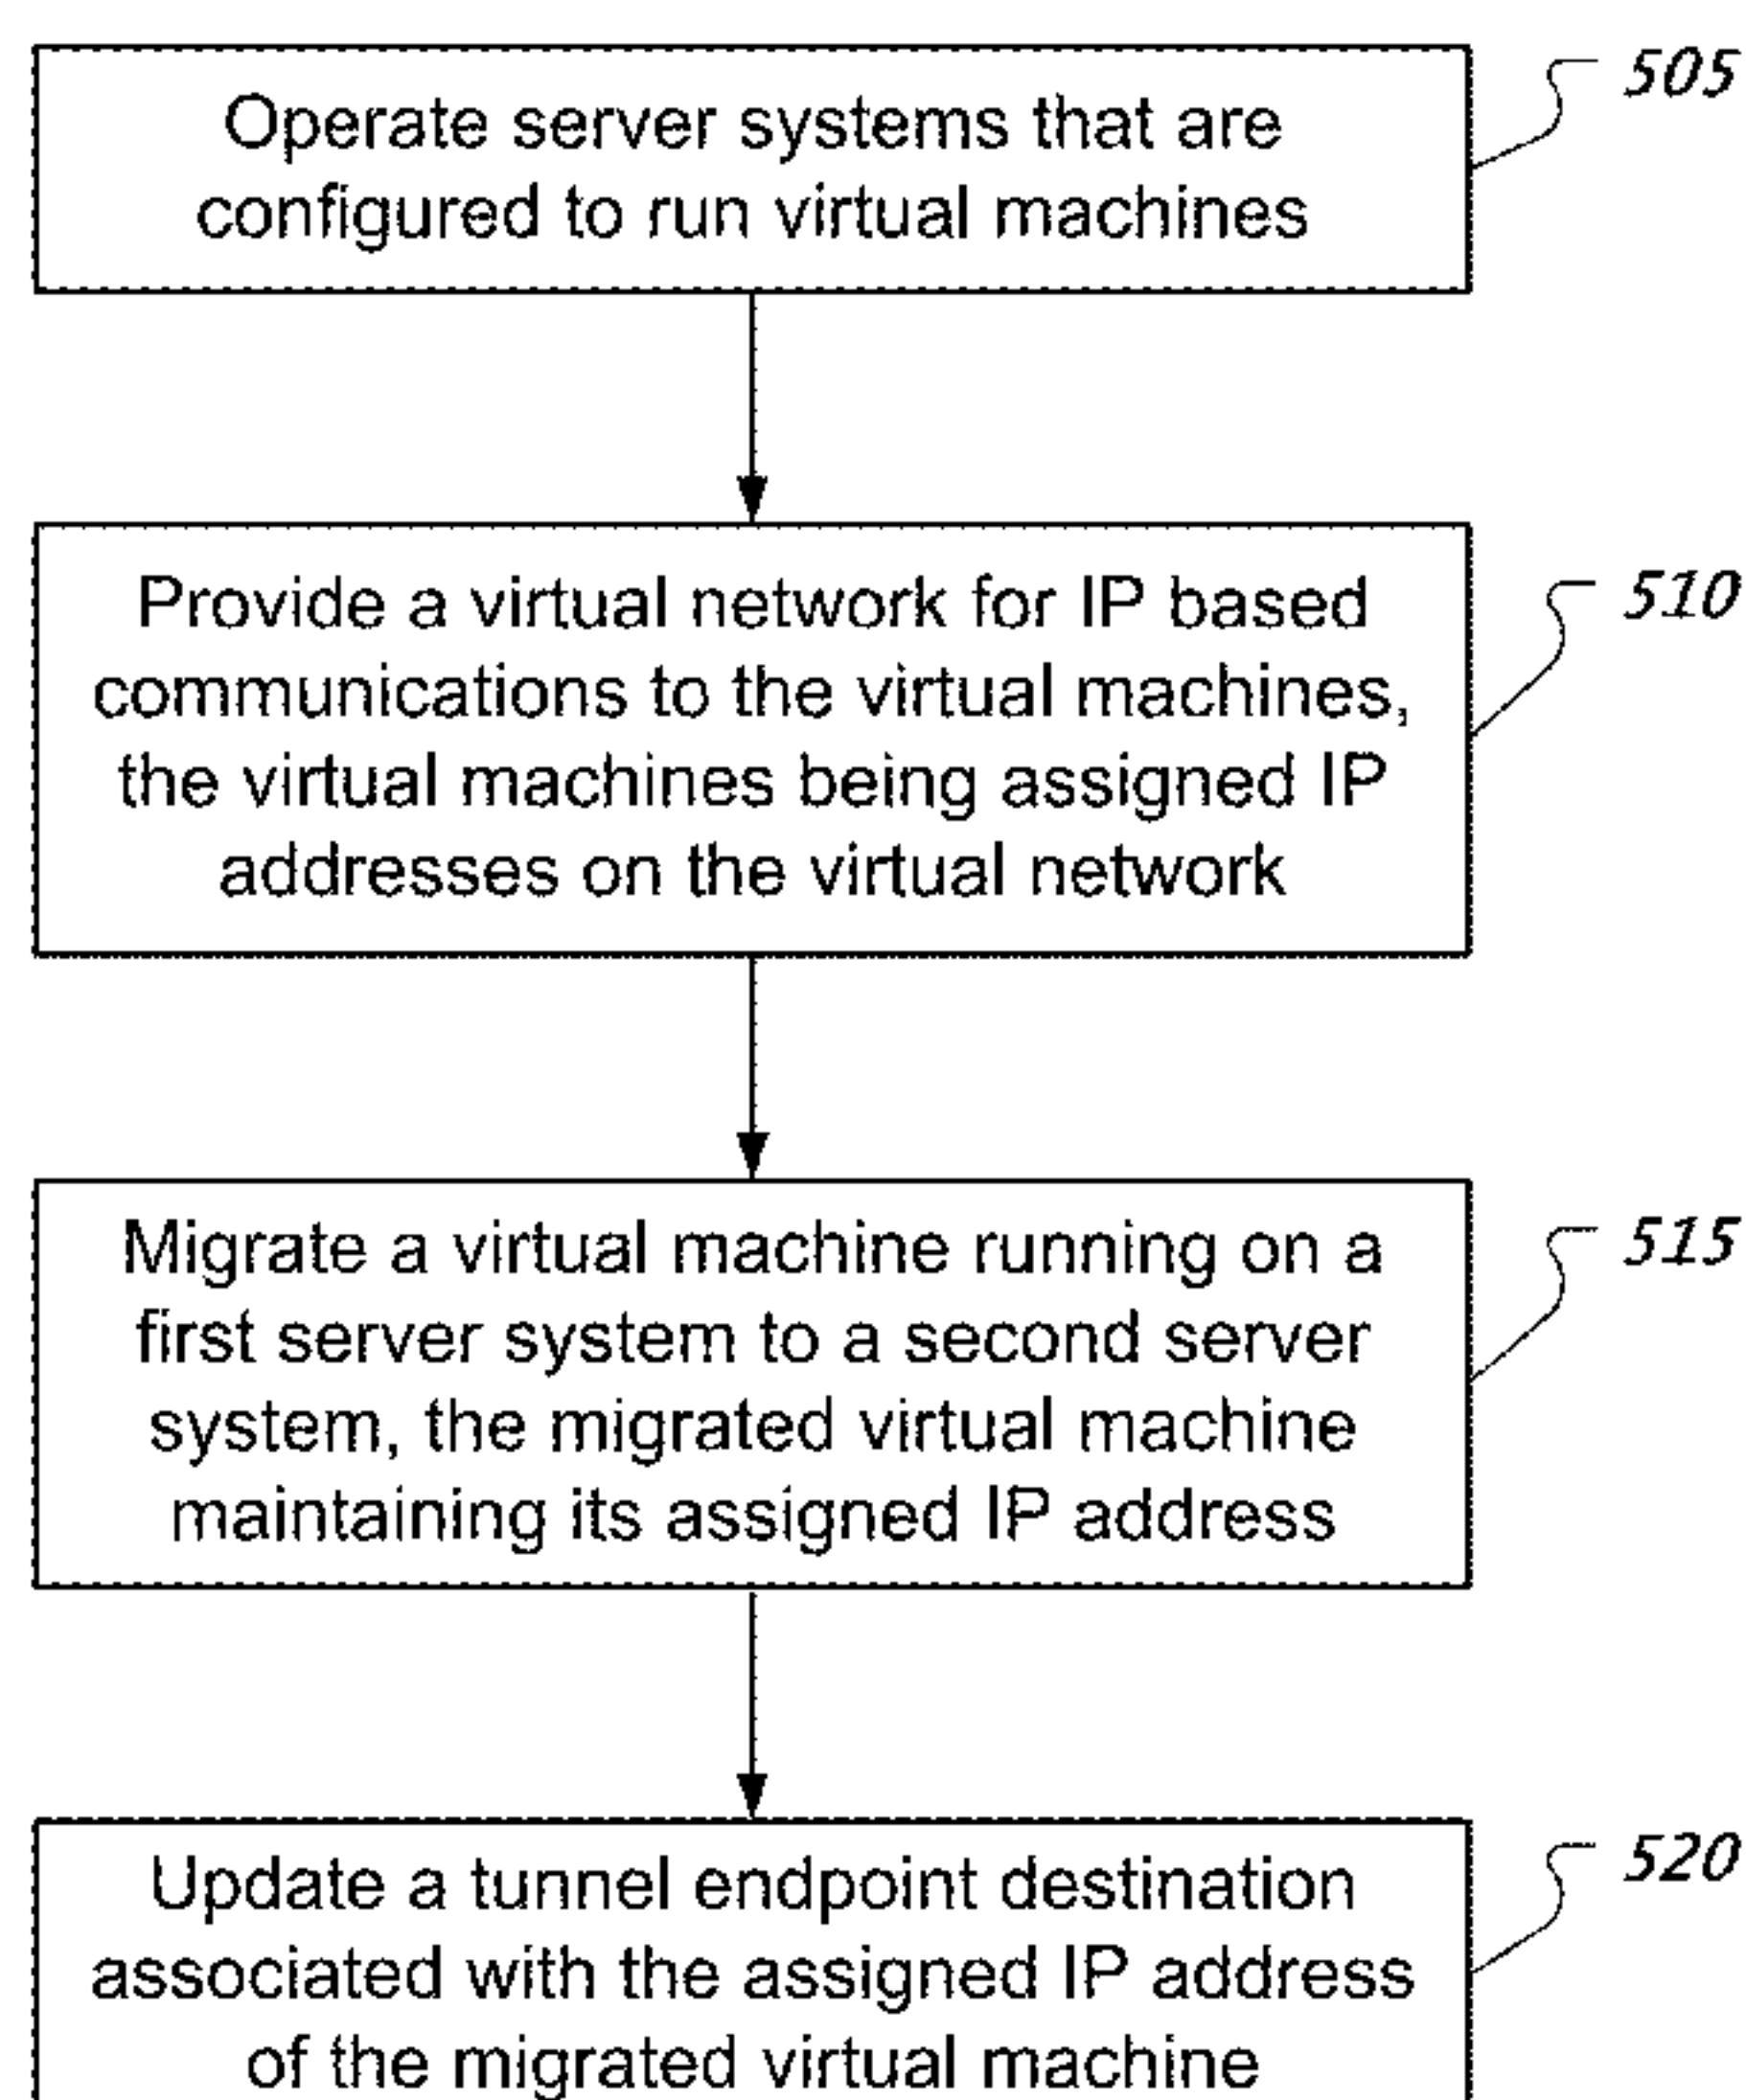 Operate server systems that are
configured to run virtual machines
505
Provide a virtual network for IP based
communications to the virtual machines,
the virtual machines being assigned IP
addresses on the virtual network
510
Migrate a virtual machine running on a
first server system to a second server
system, the migrated virtual machine
maintaining its assigned IP address
515
Update a tunnel endpoint destination
associated with the assigned IP address
of the migrated virtual machine
520